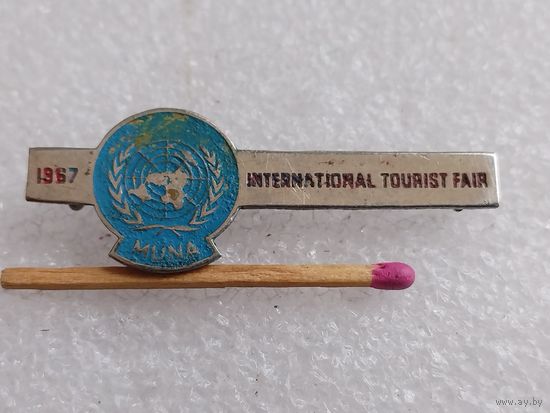 1967
INTERNATIONAL TOURIST FAIR
MUNA
www.ay.by